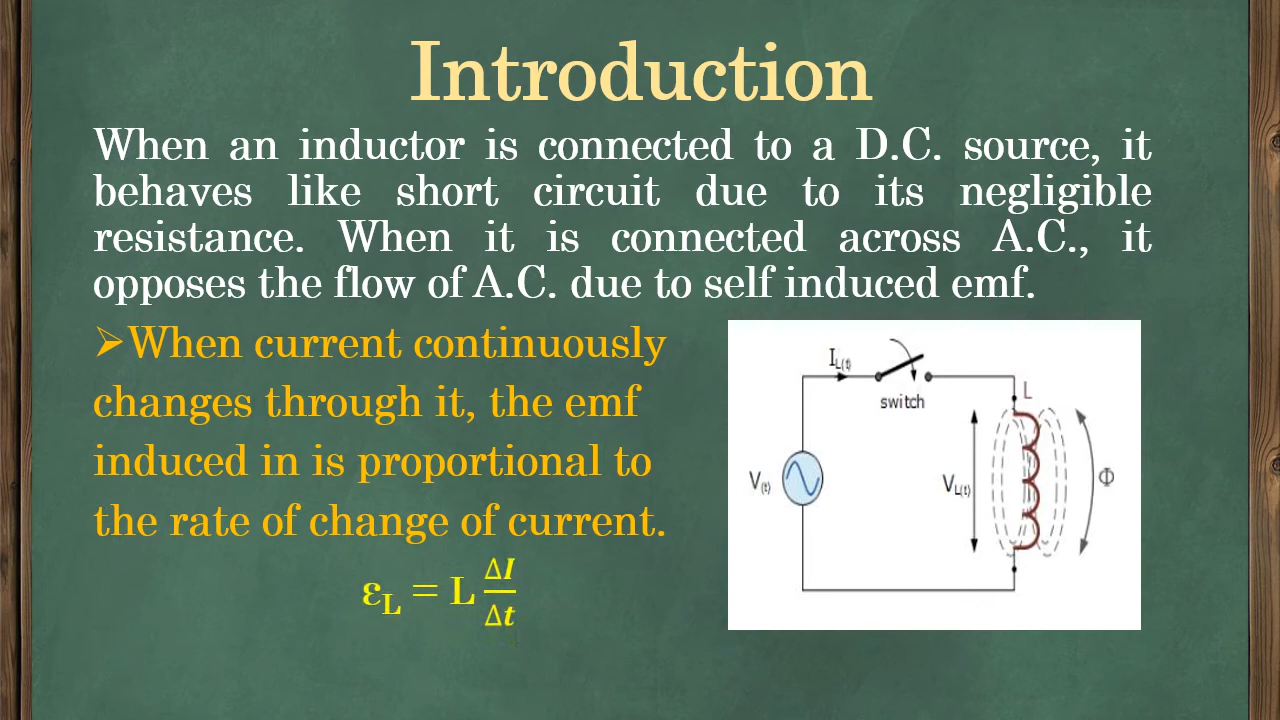 Introduction
When an inductor is connected to a D.C. source, it
behaves like short circuit due to its negligible
resistance. When it is connected across A.C., it
opposes the flow of A.C. due to self induced emf.
➢When current continuously
changes through it, the emf
induced in is proportional to
the rate of change of current.
εL = L ΔI/Δt
IL(t)
switch
L
V(t)
VL(t)
Φ